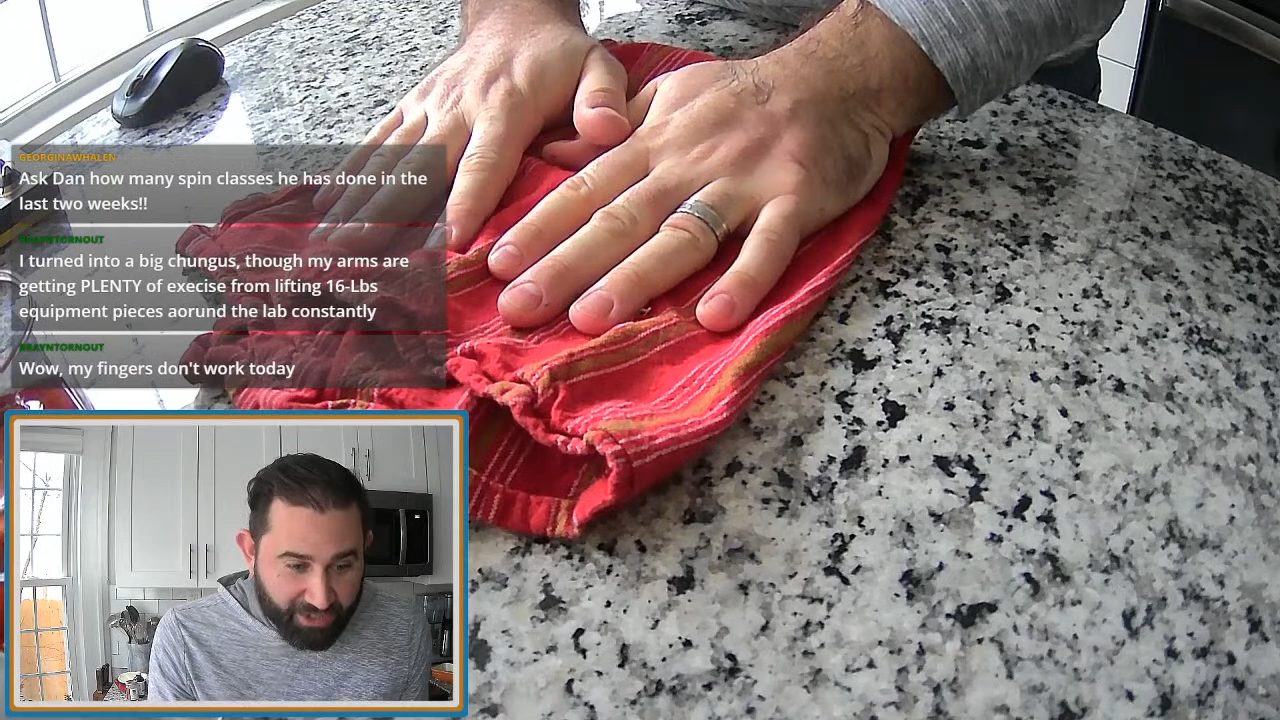 GEORGINAWHALEN
Ask Dan how many spin classes he has done in the
last two weeks!!
BRAYNTORNOUT
I turned into a big chungus, though my arms are
getting PLENTY of execise from lifting 16-Lbs
equipment pieces aorund the lab constantly
BRAYNTORNOUT
Wow, my fingers don't work today